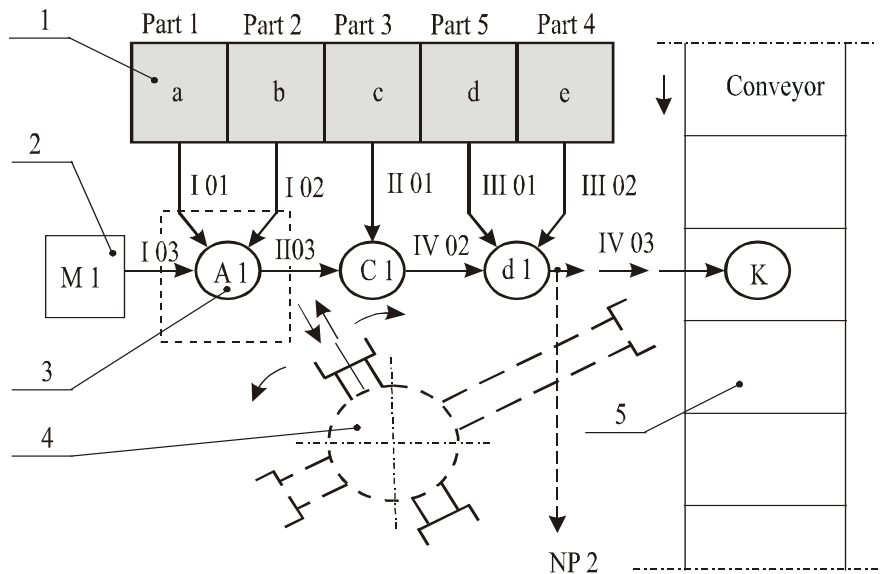 1 Part 1 Part 2 Part 3 Part 5 Part 4
a b c d e Conveyor
2
I 01 I 02 II 01 III 01 III 02
M 1 I 03 A 1 II03 C 1 IV 02 d 1 IV 03 K
3
4 5
NP 2